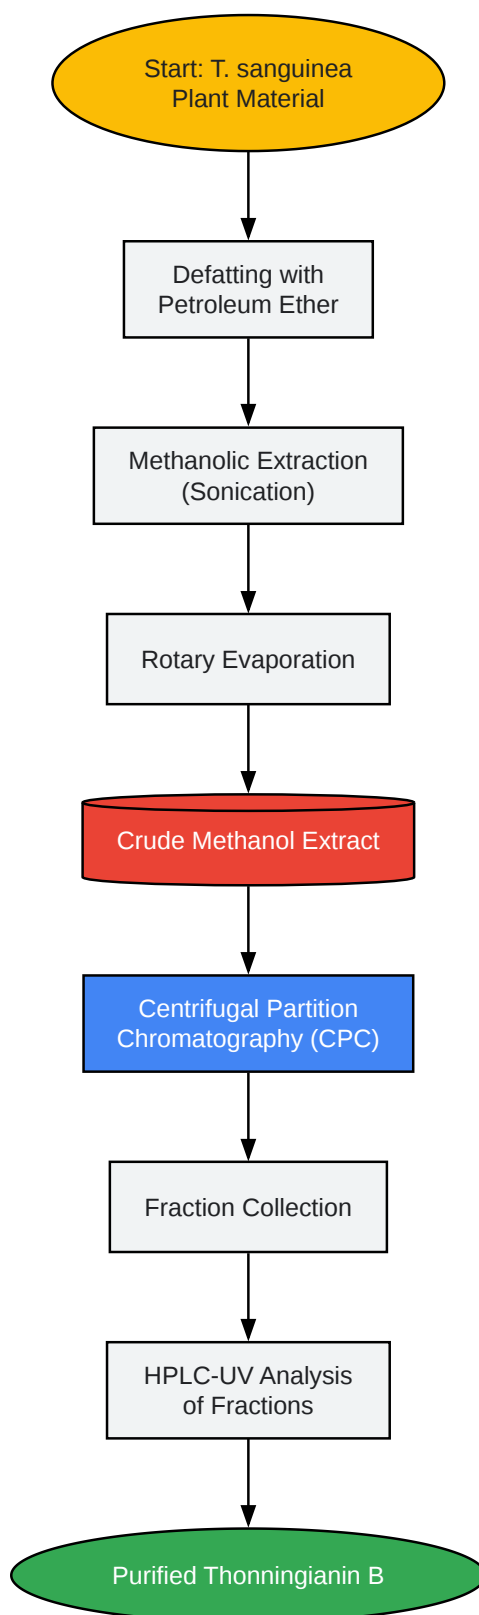 Start: T. sanguinea
Plant Material
Defatting with
Petroleum Ether
Methanolic Extraction
(Sonication)
Rotary Evaporation
Crude Methanol Extract
Centrifugal Partition
Chromatography (CPC)
Fraction Collection
HPLC-UV Analysis
of Fractions
Purified Thonningianin B